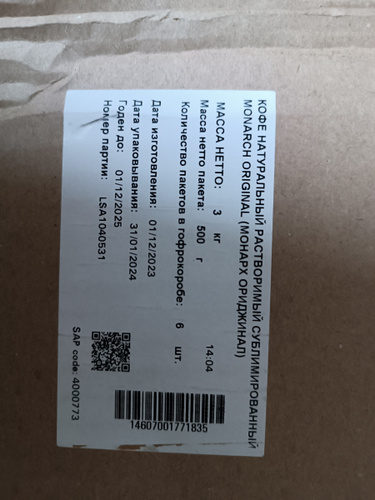 КОФЕ НАТУРАЛЬНЫЙ РАСТВОРИМЫЙ СУБЛИМИРОВАННЫЙ
MONARCH ORIGINAL (МОНАРХ ОРИДЖИНАЛ)
МАССА НЕТТО: 3 кг
Масса нетто пакета: 500 г
14:04
Количество пакетов в гофрокоробе: 6 шт.
Дата изготовления: 01/12/2023
Дата упаковывания: 31/01/2024
Годен до: 01/12/2025
Номер партии: LSA1040531
14607001771835
SAP code: 4000773